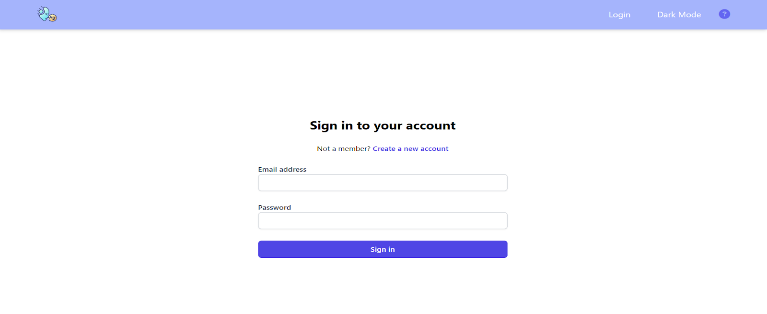 Login Dark Mode ?
Sign in to your account
Not a member? Create a new account
Email address
Password
Sign in